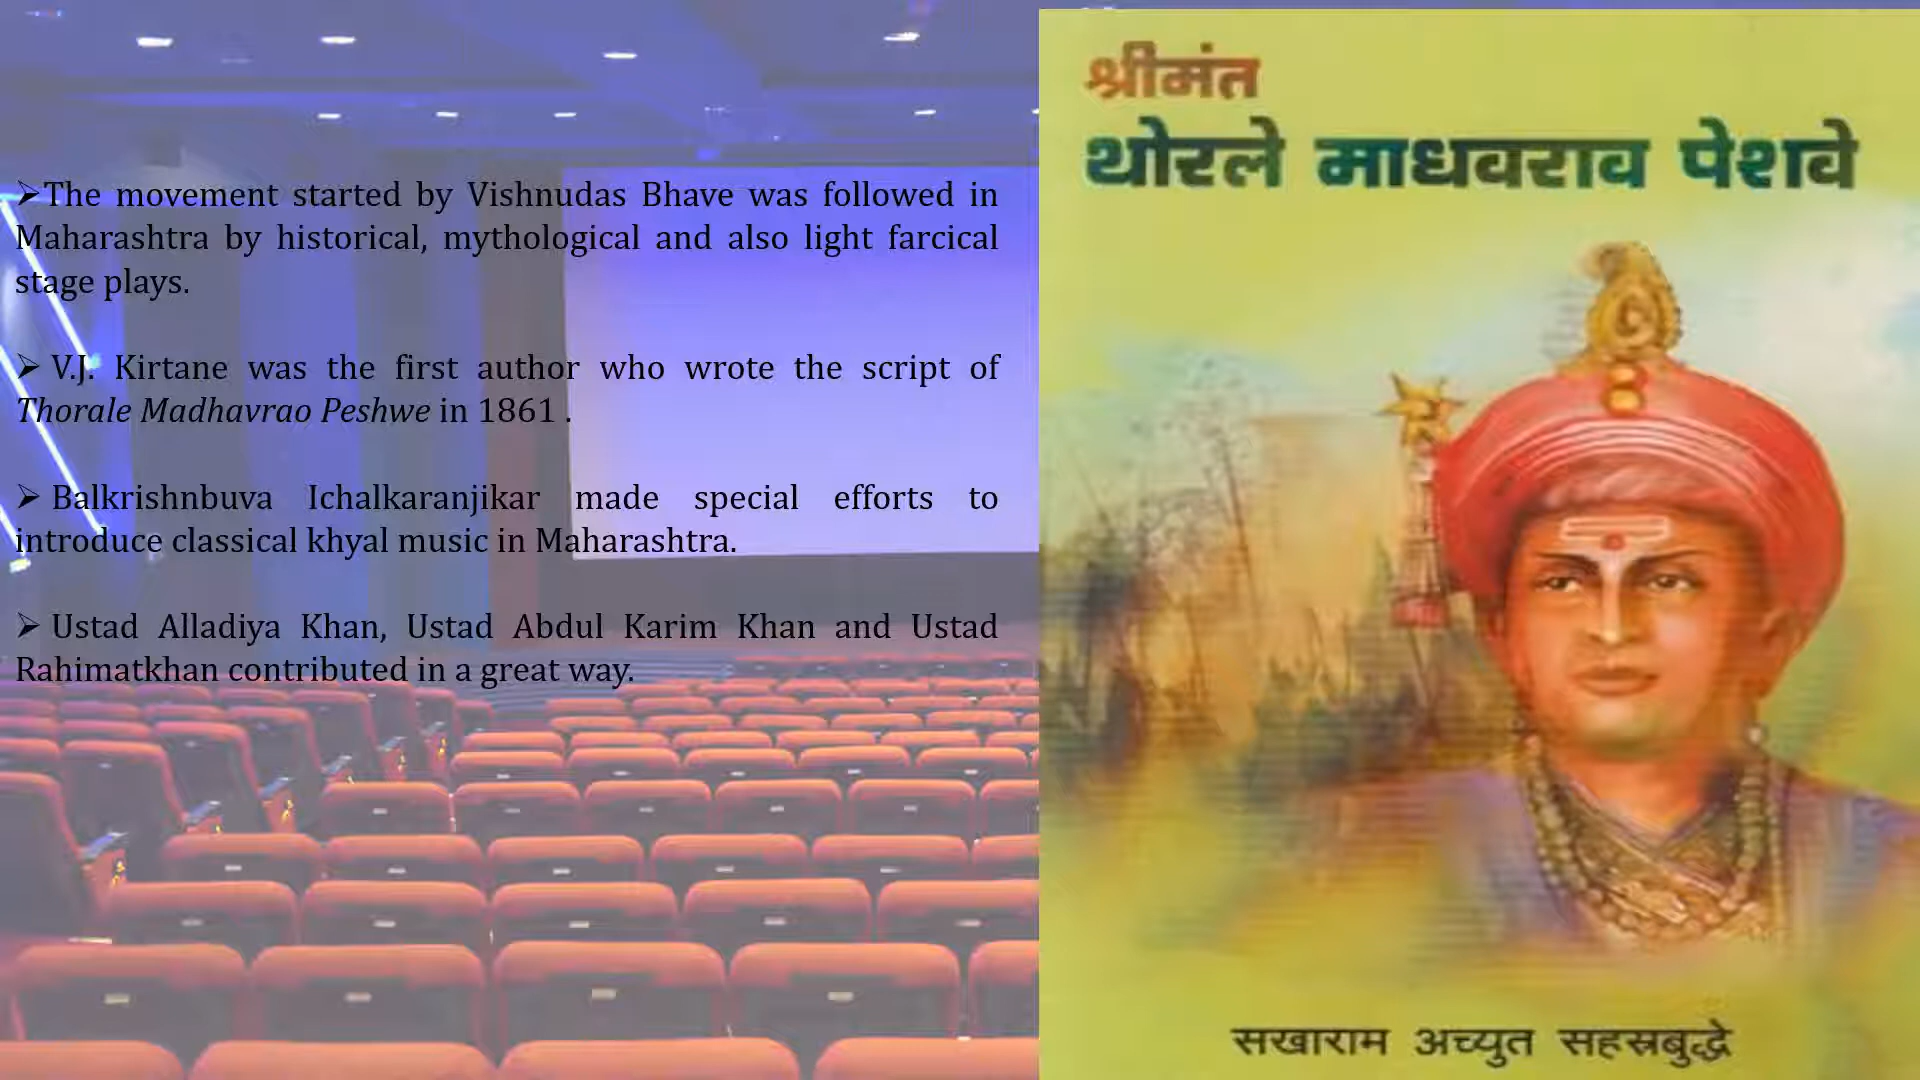 ➢The movement started by Vishnudas Bhave was followed in
Maharashtra by historical, mythological and also light farcical
stage plays.
➢ V.J. Kirtane was the first author who wrote the script of
Thorale Madhavrao Peshwe in 1861 .
➢ Balkrishnbuva Ichalkaranjikar made special efforts to
introduce classical khyal music in Maharashtra.
➢ Ustad Alladiya Khan, Ustad Abdul Karim Khan and Ustad
Rahimatkhan contributed in a great way.
श्रीमंत
थोरले माधवराव पेशवे
सखाराम अच्युत सहस्रबुद्धे